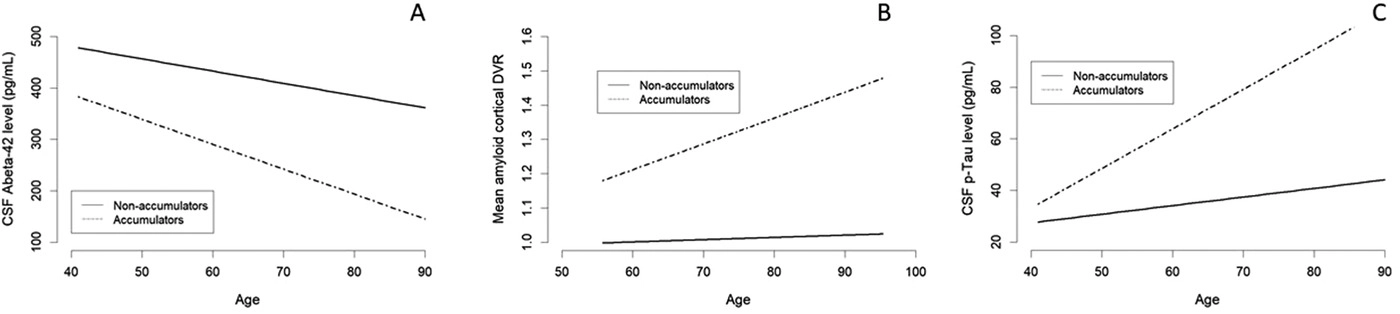 A
CSF Abeta-42 level (pg/mL)
500
400
300
200
100
Non-accumulators
Accumulators
40 50 60 70 80 90
Age
B
Mean amyloid cortical DVR
1.6
1.5
1.4
1.3
1.2
1.1
1.0
Non-accumulators
Accumulators
50 60 70 80 90 100
Age
C
CSF p-Tau level (pg/mL)
100
80
60
40
20
Non-accumulators
Accumulators
40 50 60 70 80 90
Age